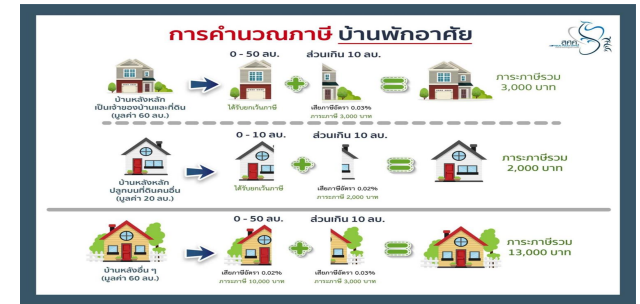 การคำนวณภาษี บ้านพักอาศัย
สศค.
0 - 50 ลบ. ส่วนเกิน 10 ลบ.
บ้านหลังหลัก
เป็นเจ้าของบ้านและที่ดิน
(มูลค่า 60 ลบ.)
ได้รับยกเว้นภาษี
เสียภาษีอัตรา 0.03%
ภาระภาษี 3,000 บาท
ภาระภาษีรวม
3,000 บาท
0 - 10 ลบ. ส่วนเกิน 10 ลบ.
บ้านหลังหลัก
ปลูกบนที่ดินคนอื่น
(มูลค่า 20 ลบ.)
ได้รับยกเว้นภาษี
เสียภาษีอัตรา 0.02%
ภาระภาษี 2,000 บาท
ภาระภาษีรวม
2,000 บาท
0 - 50 ลบ. ส่วนเกิน 10 ลบ.
บ้านหลังอื่น ๆ
(มูลค่า 60 ลบ.)
เสียภาษีอัตรา 0.02%
ภาระภาษี 10,000 บาท
เสียภาษีอัตรา 0.03%
ภาระภาษี 3,000 บาท
ภาระภาษีรวม
13,000 บาท